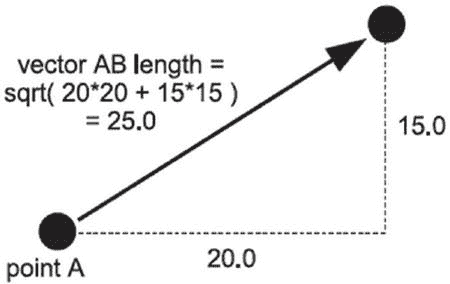 vector AB length =
sqrt( 20*20 + 15*15 )
= 25.0
15.0
20.0
point A